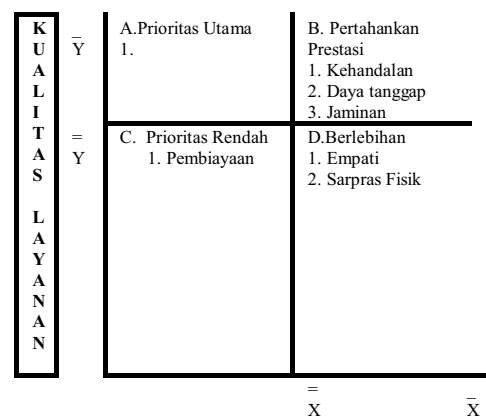 K
U
A
L
I
T
A
S
L
A
Y
A
N
A
N
_
Y
=
Y
A.Prioritas Utama
1.
B. Pertahankan
Prestasi
1. Kehandalan
2. Daya tanggap
3. Jaminan
C. Prioritas Rendah
1. Pembiayaan
D.Berlebihan
1. Empati
2. Sarpras Fisik
=
X
_
X